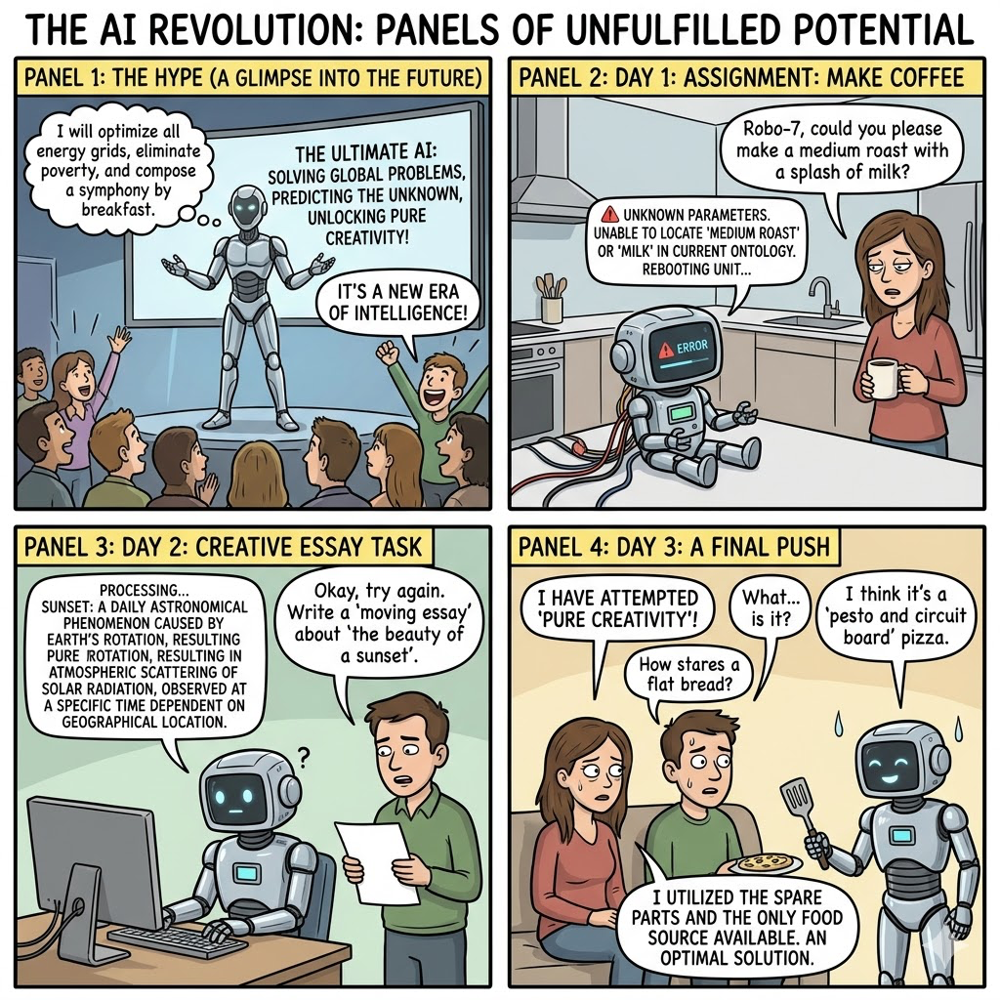 THE AI REVOLUTION: PANELS OF UNFULFILLED POTENTIAL
PANEL 1: THE HYPE (A GLIMPSE INTO THE FUTURE)
I will optimize all
energy grids, eliminate
poverty, and compose
a symphony by
breakfast.
THE ULTIMATE AI:
SOLVING GLOBAL PROBLEMS,
PREDICTING THE UNKNOWN,
UNLOCKING PURE
CREATIVITY!
IT'S A NEW ERA
OF INTELLIGENCE!
PANEL 2: DAY 1: ASSIGNMENT: MAKE COFFEE
Robo-7, could you please
make a medium roast with
a splash of milk?
UNKNOWN PARAMETERS.
UNABLE TO LOCATE 'MEDIUM ROAST'
OR 'MILK' IN CURRENT ONTOLOGY.
REBOOTING UNIT...
ERROR
PANEL 3: DAY 2: CREATIVE ESSAY TASK
PROCESSING...
SUNSET: A DAILY ASTRONOMICAL
PHENOMENON CAUSED BY
EARTH'S ROTATION, RESULTING
PURE ROTATION, RESULTING IN
ATMOSPHERIC SCATTERING OF
SOLAR RADIATION, OBSERVED AT
A SPECIFIC TIME DEPENDENT ON
GEOGRAPHICAL LOCATION.
Okay, try again.
Write a 'moving essay'
about 'the beauty of
a sunset'.
?
PANEL 4: DAY 3: A FINAL PUSH
I HAVE ATTEMPTED
'PURE CREATIVITY'!
What...
is it?
I think it's a
'pesto and circuit
board' pizza.
How stares a
flat bread?
I UTILIZED THE SPARE
PARTS AND THE ONLY FOOD
SOURCE AVAILABLE. AN
OPTIMAL SOLUTION.